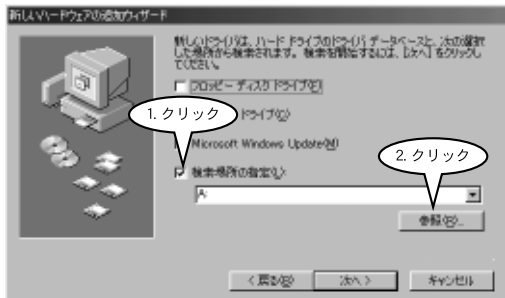 新しいハードウェアの追加ウィザード
新しいドライバは、ハード ドライブのドライバ データベースと、次の選択
した場所から検索されます。検索を開始するには、[次へ] をクリックし
てください。
フロッピー ディスク ドライブ(F)
ドライブ(C)
1. クリック
Microsoft Windows Update(M)
2. クリック
検索場所の指定(L):
A:
参照(R)...
< 戻る(B)
次へ >
キャンセル